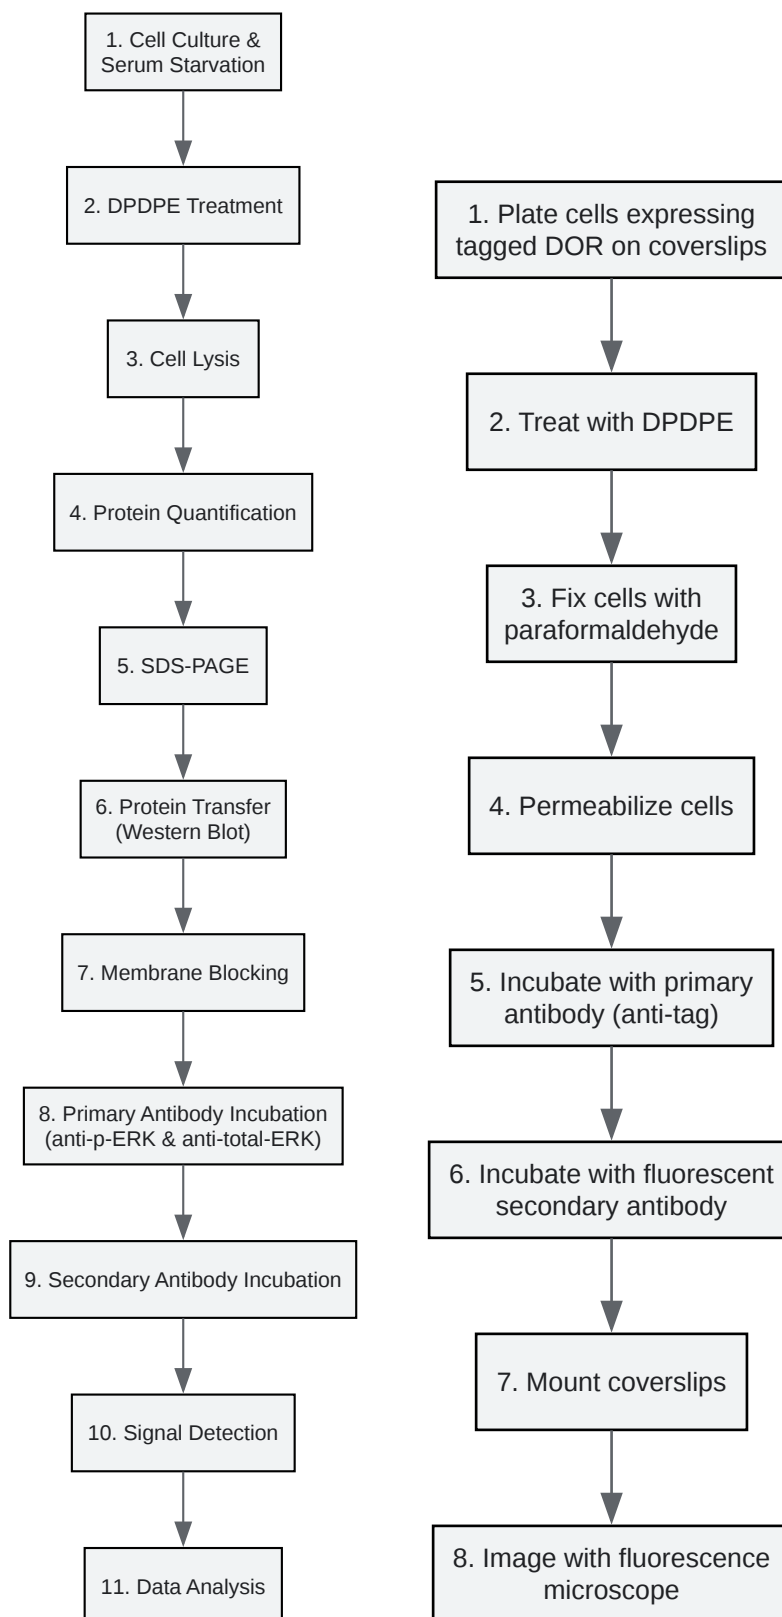 1. Cell Culture &
Serum Starvation
2. DPDPE Treatment
3. Cell Lysis
4. Protein Quantification
5. SDS-PAGE
6. Protein Transfer
(Western Blot)
7. Membrane Blocking
8. Primary Antibody Incubation
(anti-p-ERK & anti-total-ERK)
9. Secondary Antibody Incubation
10. Signal Detection
11. Data Analysis
1. Plate cells expressing
tagged DOR on coverslips
2. Treat with DPDPE
3. Fix cells with
paraformaldehyde
4. Permeabilize cells
5. Incubate with primary
antibody (anti-tag)
6. Incubate with fluorescent
secondary antibody
7. Mount coverslips
8. Image with fluorescence
microscope